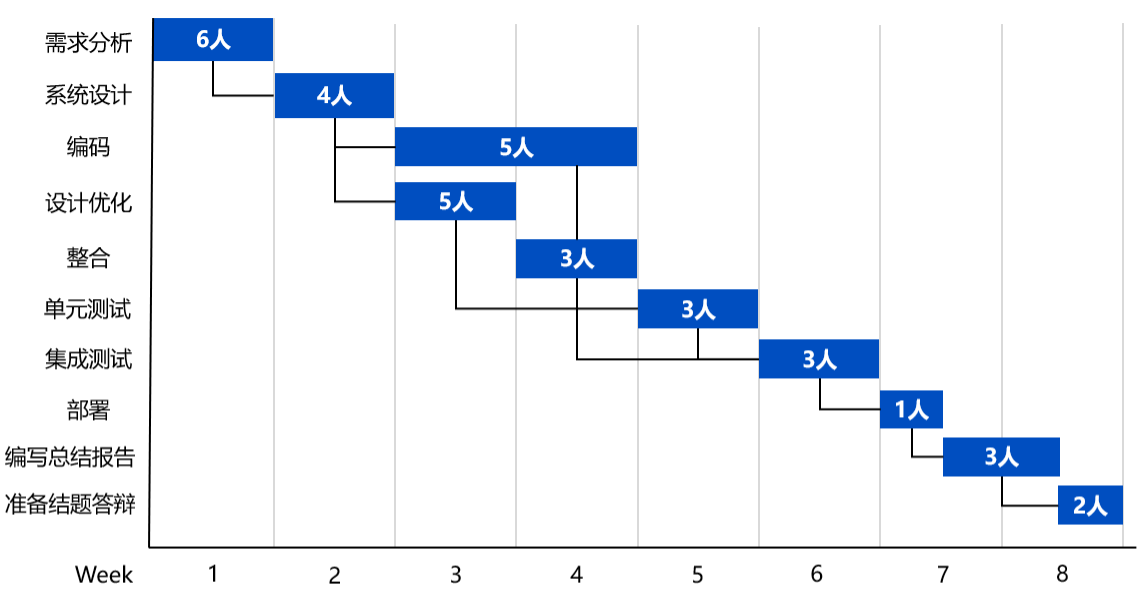 需求分析 6人
系统设计 4人
编码 5人
设计优化 5人
整合 3人
单元测试 3人
集成测试 3人
部署 1人
编写总结报告 3人
准备结题答辩 2人
Week 1 2 3 4 5 6 7 8